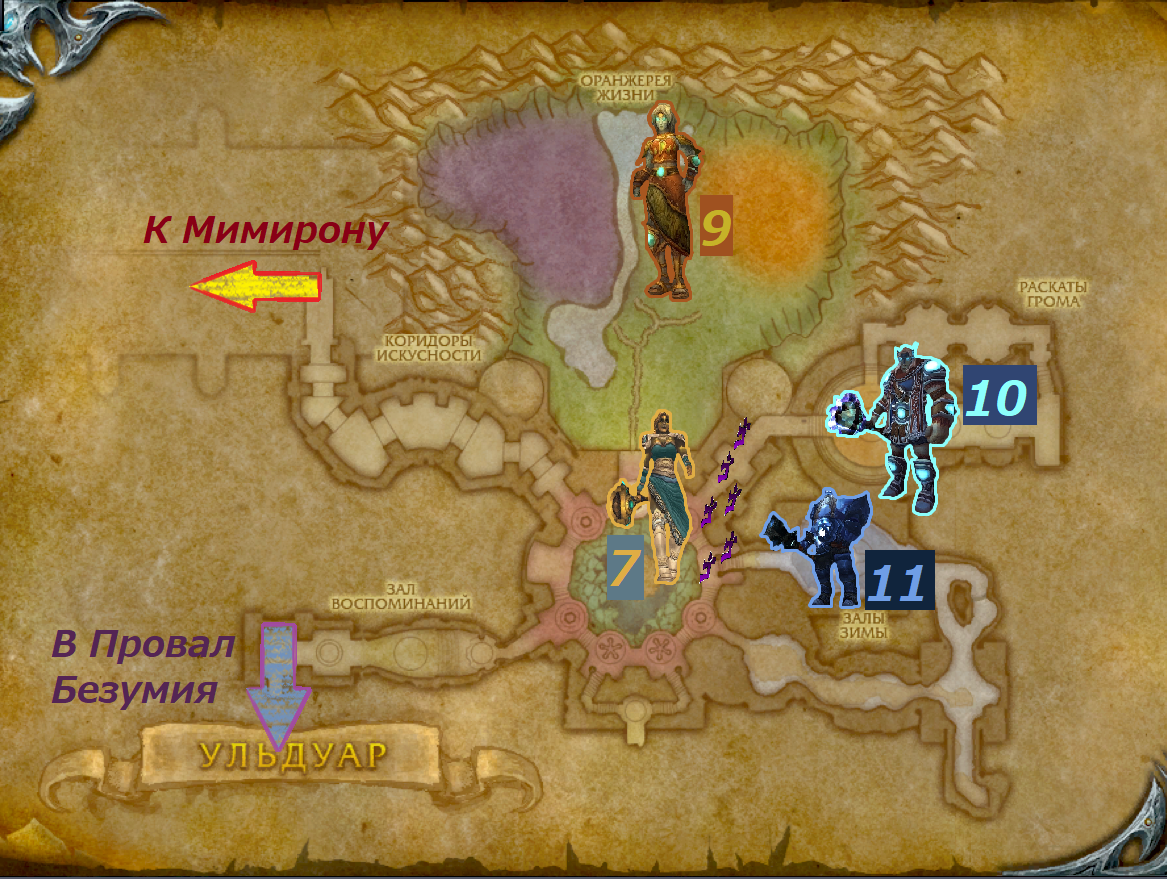 ОРАНЖЕРЕЯ
ЖИЗНИ
К Мимирону
9
РАСКАТЫ
ГРОМА
КОРИДОРЫ
ИСКУСНОСТИ
10
7
11
ЗАЛ
ВОСПОМИНАНИЙ
ЗАЛЫ
ЗИМЫ
В Провал
Безумия
УЛЬДУАР